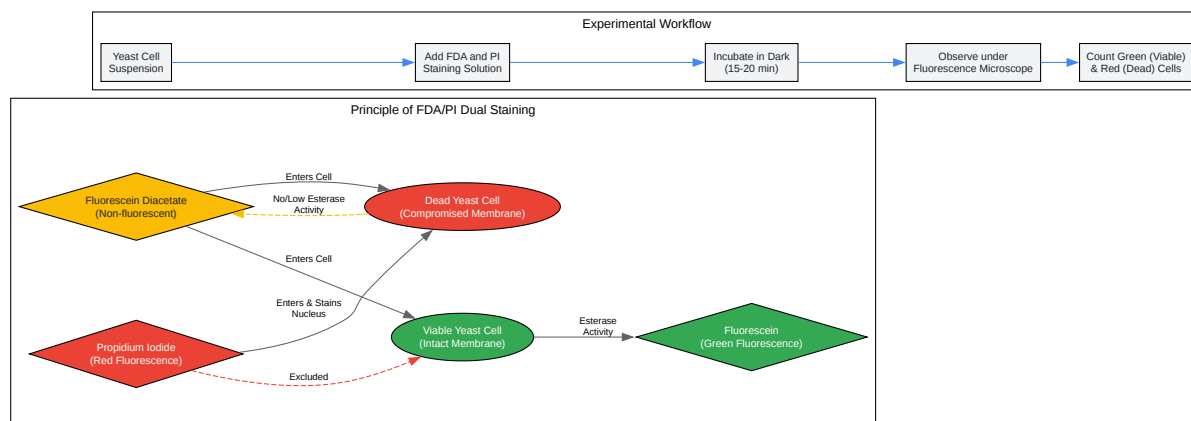 Experimental Workflow
Yeast Cell
Suspension
Add FDA and PI
Staining Solution
Incubate in Dark
(15-20 min)
Observe under
Fluorescence Microscope
Count Green (Viable)
& Red (Dead) Cells
Principle of FDA/PI Dual Staining
Fluorescein Diacetate
(Non-fluorescent)
Enters Cell
No/Low Esterase
Activity
Dead Yeast Cell
(Compromised Membrane)
Enters Cell
Enters & Stains
Nucleus
Propidium Iodide
(Red Fluorescence)
Excluded
Viable Yeast Cell
(Intact Membrane)
Esterase
Activity
Fluorescein
(Green Fluorescence)